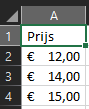 A
1 Prijs
2 € 12,00
3 € 14,00
4 € 15,00